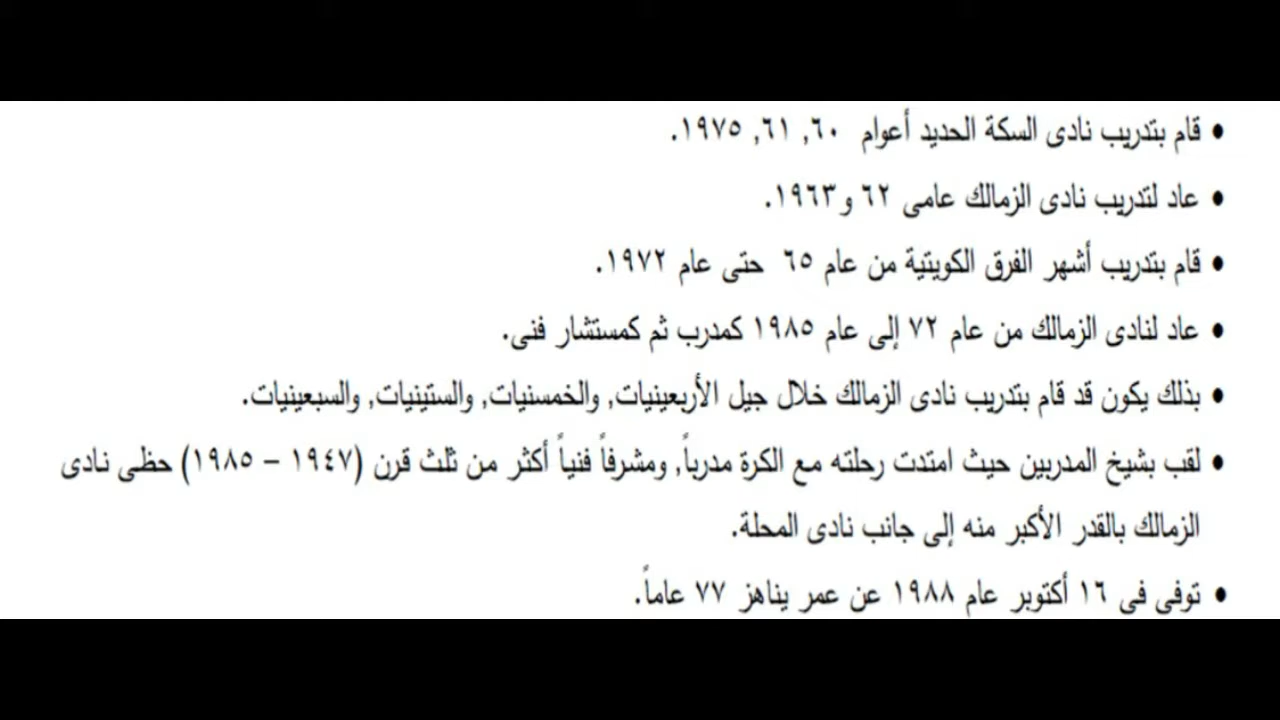 • قام بتدريب نادى السكة الحديد أعوام ٦٠, ٦١, ١٩٧٥.
• عاد لتدريب نادى الزمالك عامى ٦٢ و١٩٦٣.
• قام بتدريب أشهر الفرق الكويتية من عام ٦٥ حتى عام ١٩٧٢.
• عاد لنادى الزمالك من عام ٧٢ إلى عام ١٩٨٥ كمدرب ثم كمستشار فنى.
• بذلك يكون قد قام بتدريب نادى الزمالك خلال جيل الأربعينيات, والخمسنيات, والستينيات, والسبعينيات.
• لقب بشيخ المدربين حيث امتدت رحلته مع الكرة مدرباً, ومشرفاً فنياً أكثر من ثلث قرن (١٩٤٧ – ١٩٨٥) حظى نادى
الزمالك بالقدر الأكبر منه إلى جانب نادى المحلة.
• توفى فى ١٦ أكتوبر عام ١٩٨٨ عن عمر يناهز ٧٧ عاماً.